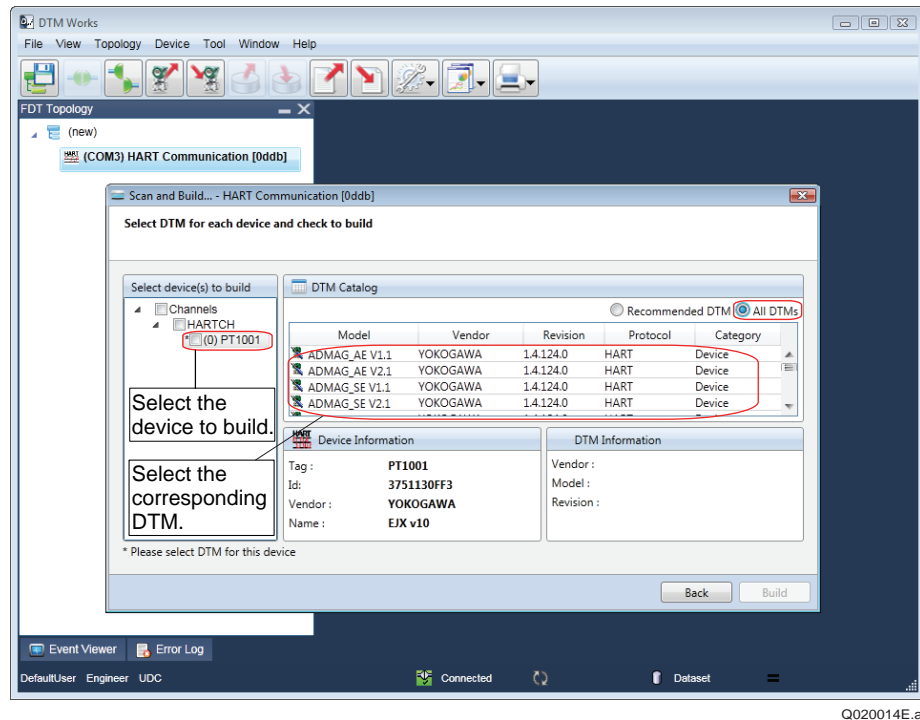 DTM Works
File View Topology Device Tool Window Help
FDT Topology
(new)
(COM3) HART Communication [0ddb]
Scan and Build... - HART Communication [0ddb]
Select DTM for each device and check to build
Select device(s) to build
Channels
HARTCH
*(0) PT1001
DTM Catalog
Recommended DTM All DTMs
Model Vendor Revision Protocol Category
ADMAG_AE V1.1 YOKOGAWA 1.4.124.0 HART Device
ADMAG_AE V2.1 YOKOGAWA 1.4.124.0 HART Device
ADMAG_SE V1.1 YOKOGAWA 1.4.124.0 HART Device
ADMAG_SE V2.1 YOKOGAWA 1.4.124.0 HART Device
Select the
device to build.
Select the
corresponding
DTM.
HART Device Information
Tag : PT1001
Id: 3751130FF3
Vendor : YOKOGAWA
Name : EJX v10
DTM Information
Vendor :
Model :
Revision :
* Please select DTM for this device
Back Build
Event Viewer Error Log
DefaultUser Engineer UDC Connected Dataset
Q020014E.a